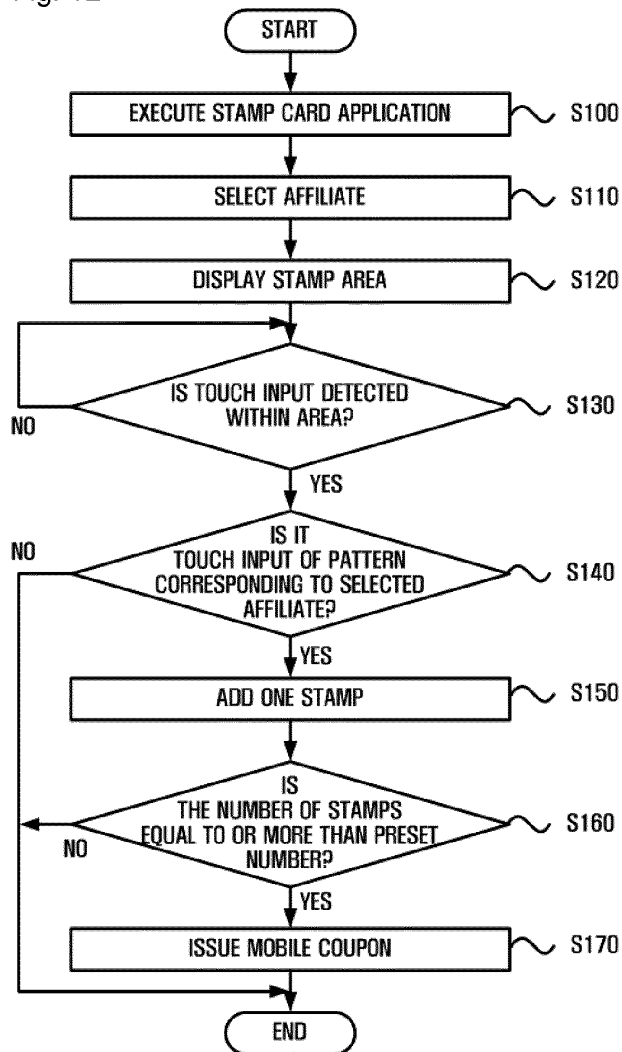 START
EXECUTE STAMP CARD APPLICATION
S100
SELECT AFFILIATE
S110
DISPLAY STAMP AREA
S120
IS TOUCH INPUT DETECTED
WITHIN AREA?
S130
NO
YES
IS IT
TOUCH INPUT OF PATTERN
CORRESPONDING TO SELECTED
AFFILIATE?
S140
NO
YES
ADD ONE STAMP
S150
IS
THE NUMBER OF STAMPS
EQUAL TO OR MORE THAN PRESET
NUMBER?
S160
NO
YES
ISSUE MOBILE COUPON
S170
END